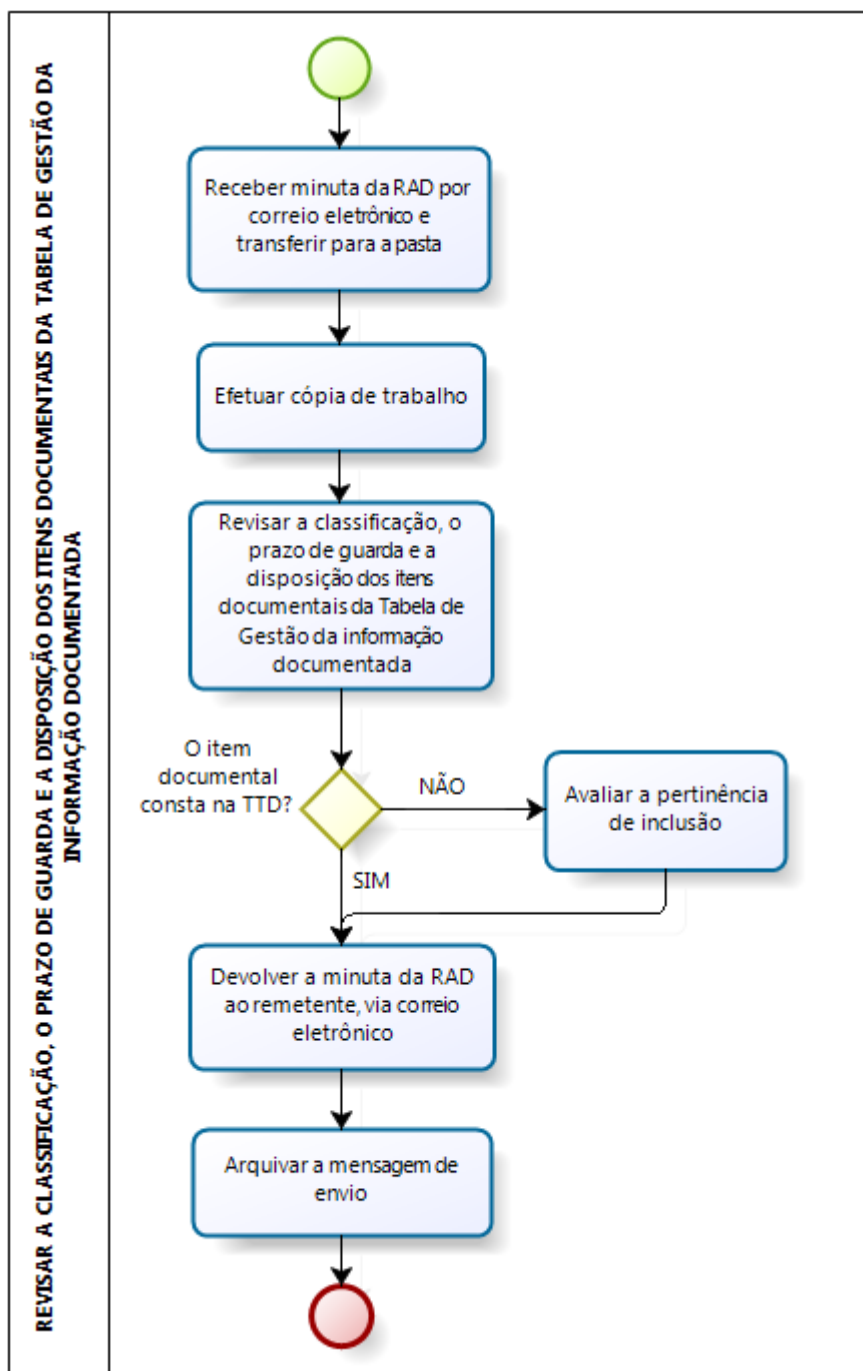 REVISAR A CLASSIFICAÇÃO, O PRAZO DE GUARDA E A DISPOSIÇÃO DOS ITENS DOCUMENTAIS DA TABELA DE GESTÃO DA
INFORMAÇÃO DOCUMENTADA
Receber minuta da RAD por
correio eletrônico e
transferir para a pasta
Efetuar cópia de trabalho
Revisar a classificação, o
prazo de guarda e a
disposição dos itens
documentais da Tabela de
Gestão da informação
documentada
O item
documental
consta na TTD?
NÃO
Avaliar a pertinência
de inclusão
SIM
Devolver a minuta da RAD
ao remetente, via correio
eletrônico
Arquivar a mensagem de
envio